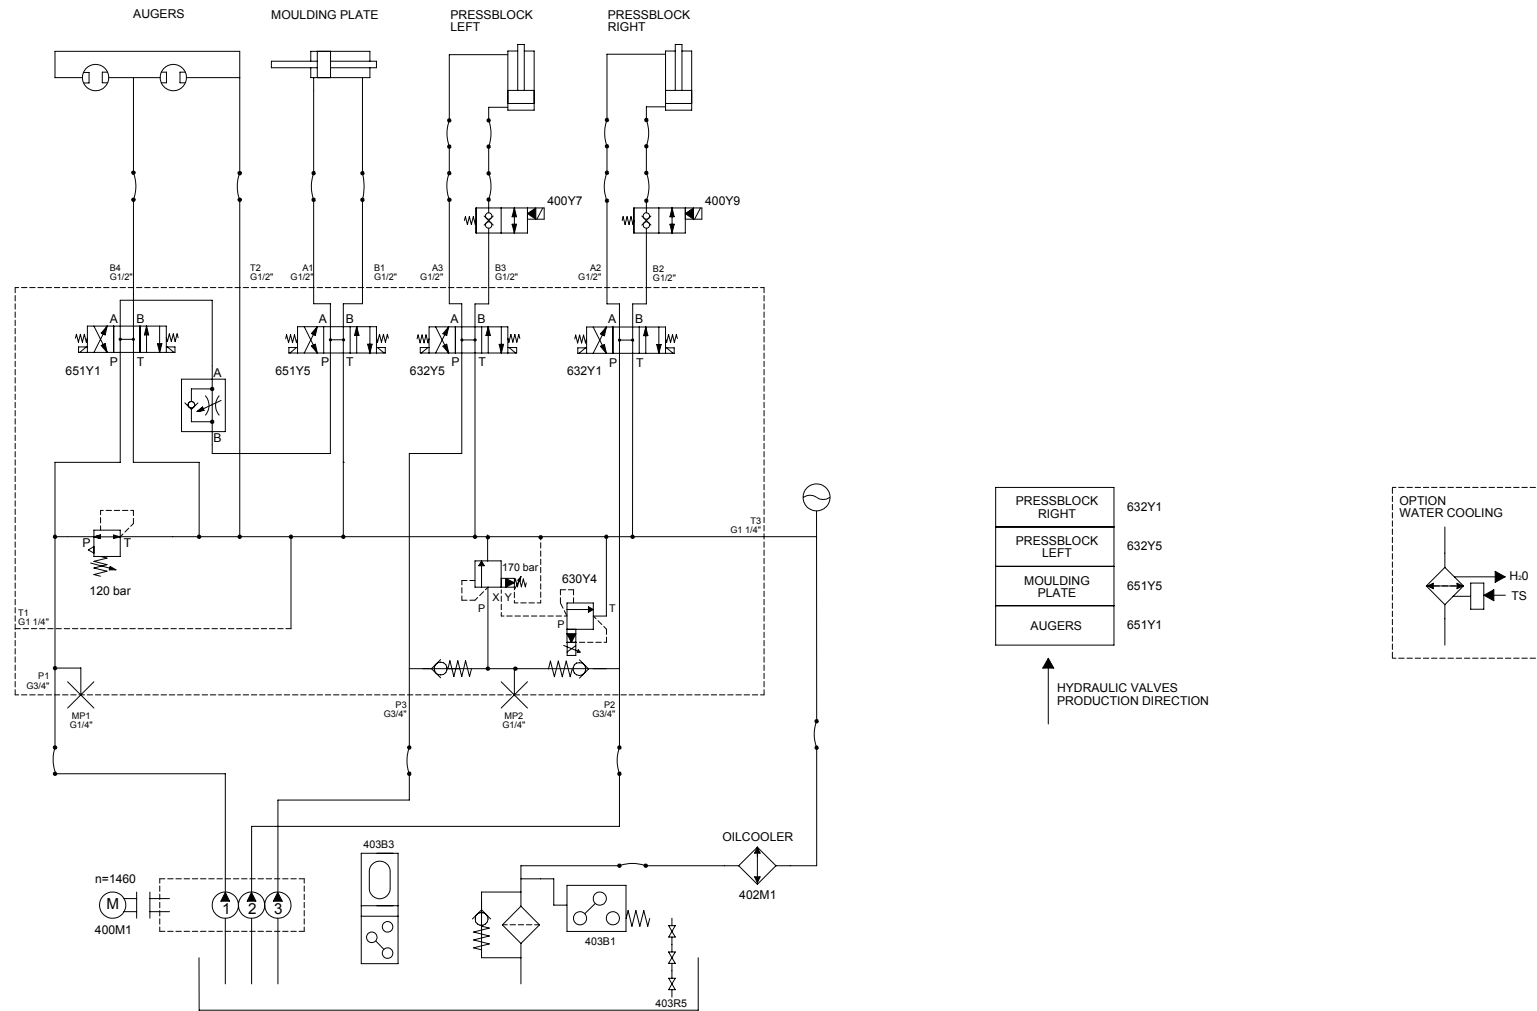 AUGERS
MOULDING PLATE
PRESSBLOCK
LEFT
PRESSBLOCK
RIGHT
400Y7
400Y9
B4
G1/2"
T2
G1/2"
A1
G1/2"
B1
G1/2"
A3
G1/2"
B3
G1/2"
A2
G1/2"
B2
G1/2"
A B
P T
651Y1
A B
P T
651Y5
A B
P T
632Y5
A B
P T
632Y1
A
B
P T
120 bar
T3
G1 1/4"
170 bar
X Y
P
630Y4
P
T
T1
G1 1/4"
P1
G3/4"
MP1
G1/4"
P3
G3/4"
MP2
G1/4"
P2
G3/4"
n=1460
M
400M1
1 2 3
403B3
OILCOOLER
402M1
403B1
403R5
PRESSBLOCK
RIGHT
632Y1
PRESSBLOCK
LEFT
632Y5
MOULDING
PLATE
651Y5
AUGERS
651Y1
HYDRAULIC VALVES
PRODUCTION DIRECTION
OPTION
WATER COOLING
H20
TS